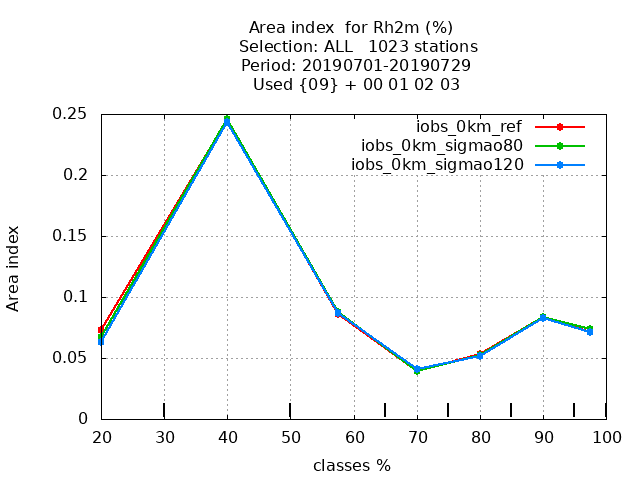 Area index  for Rh2m (%)
Selection: ALL   1023 stations
Period: 20190701-20190729
Used {09} + 00 01 02 03
iobs_0km_ref
iobs_0km_sigmao80
iobs_0km_sigmao120
0.25
0.2
0.15
0.1
0.05
0
Area index
20 30 40 50 60 70 80 90 100
classes %